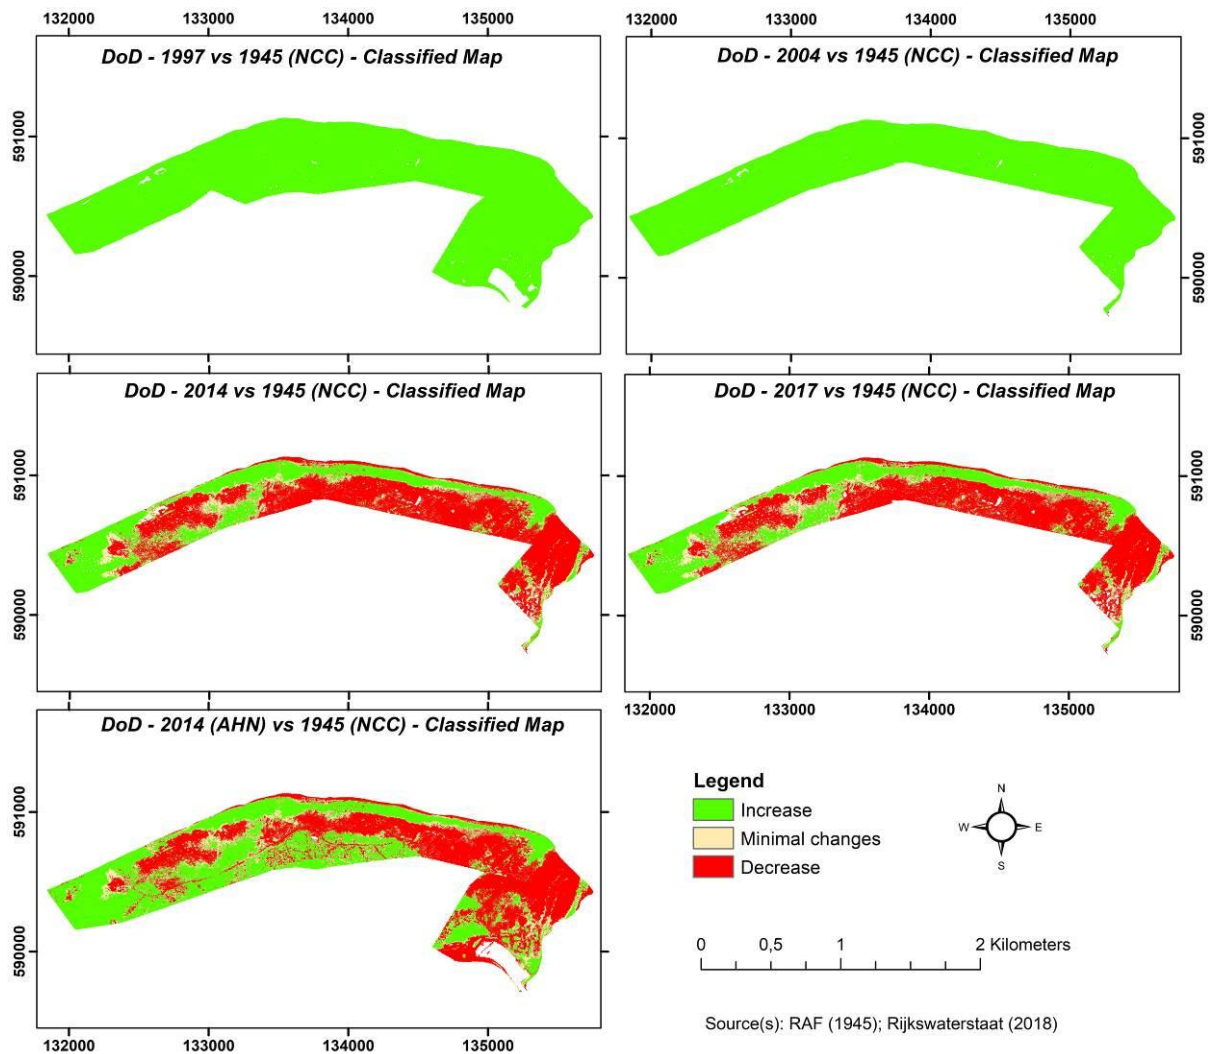 132000 133000 134000 135000
132000 133000 134000 135000
DoD - 1997 vs 1945 (NCC) - Classified Map
DoD - 2004 vs 1945 (NCC) - Classified Map
591000
590000
591000
590000
DoD - 2014 vs 1945 (NCC) - Classified Map
DoD - 2017 vs 1945 (NCC) - Classified Map
591000
590000
591000
590000
132000 133000 134000 135000
DoD - 2014 (AHN) vs 1945 (NCC) - Classified Map
591000
590000
132000 133000 134000 135000
Legend
Increase
Minimal changes
Decrease
N
W
E
S
0 0,5 1 2 Kilometers
Source(s): RAF (1945); Rijkswaterstaat (2018)